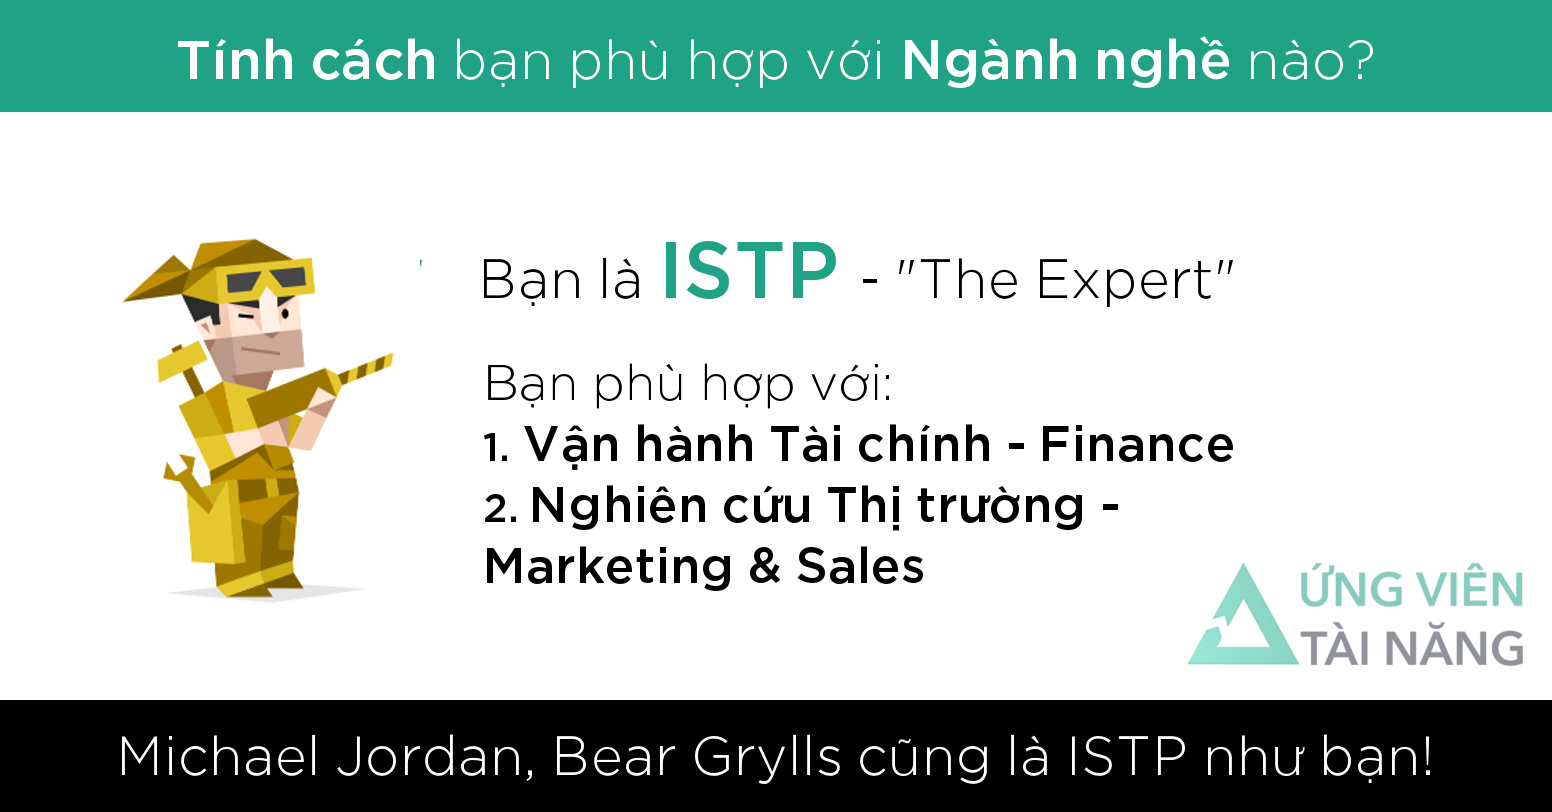 Tính cách bạn phù hợp với Ngành nghề nào?
Bạn là ISTP - "The Expert"
Bạn phù hợp với:
1. Vận hành Tài chính - Finance
2. Nghiên cứu Thị trường -
Marketing & Sales
ỨNG VIÊN
TÀI NĂNG
Michael Jordan, Bear Grylls cũng là ISTP như bạn!